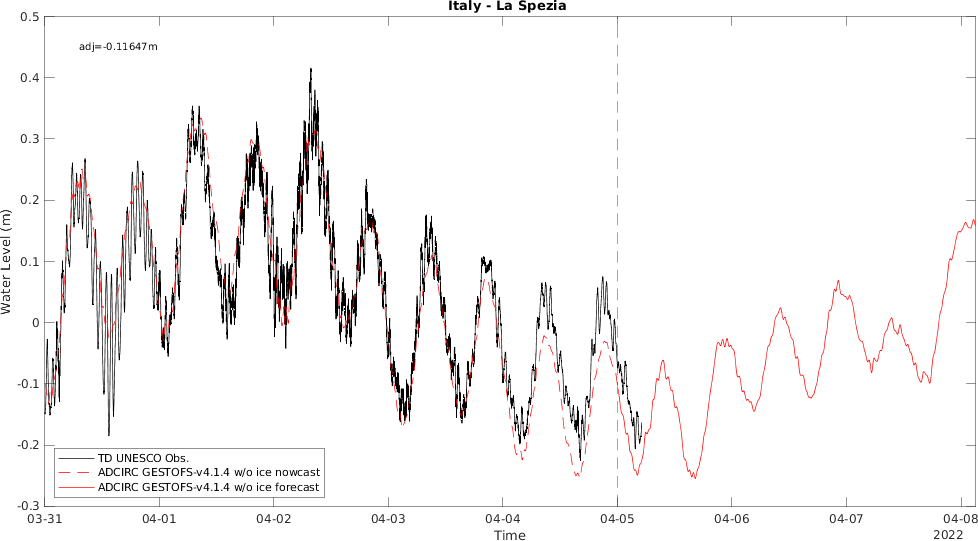 Italy - La Spezia
adj=-0.11647m
0.5
0.4
0.3
0.2
0.1
0
-0.1
-0.2
-0.3
Water Level (m)
TD UNESCO Obs.
ADCIRC GESTOFS-v4.1.4 w/o ice nowcast
ADCIRC GESTOFS-v4.1.4 w/o ice forecast
03-31 04-01 04-02 04-03 04-04 04-05 04-06 04-07 04-08
Time
2022